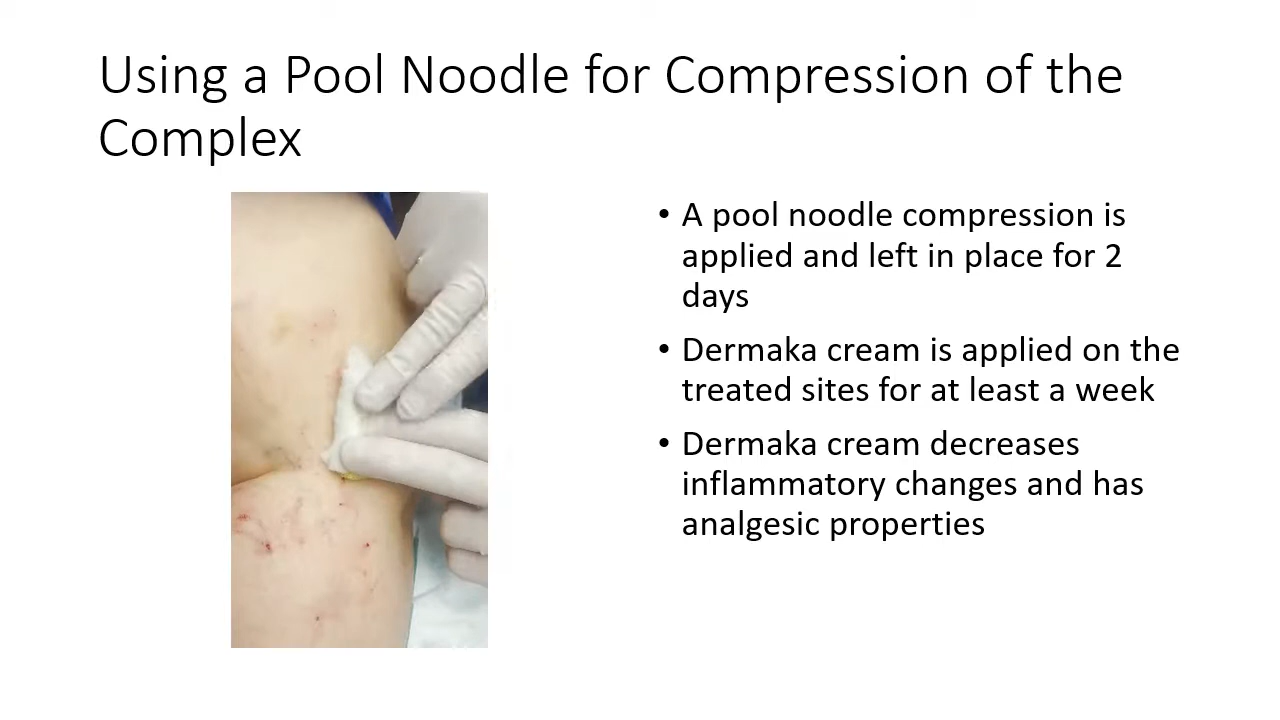 Using a Pool Noodle for Compression of the
Complex
• A pool noodle compression is
applied and left in place for 2
days
• Dermaka cream is applied on the
treated sites for at least a week
• Dermaka cream decreases
inflammatory changes and has
analgesic properties